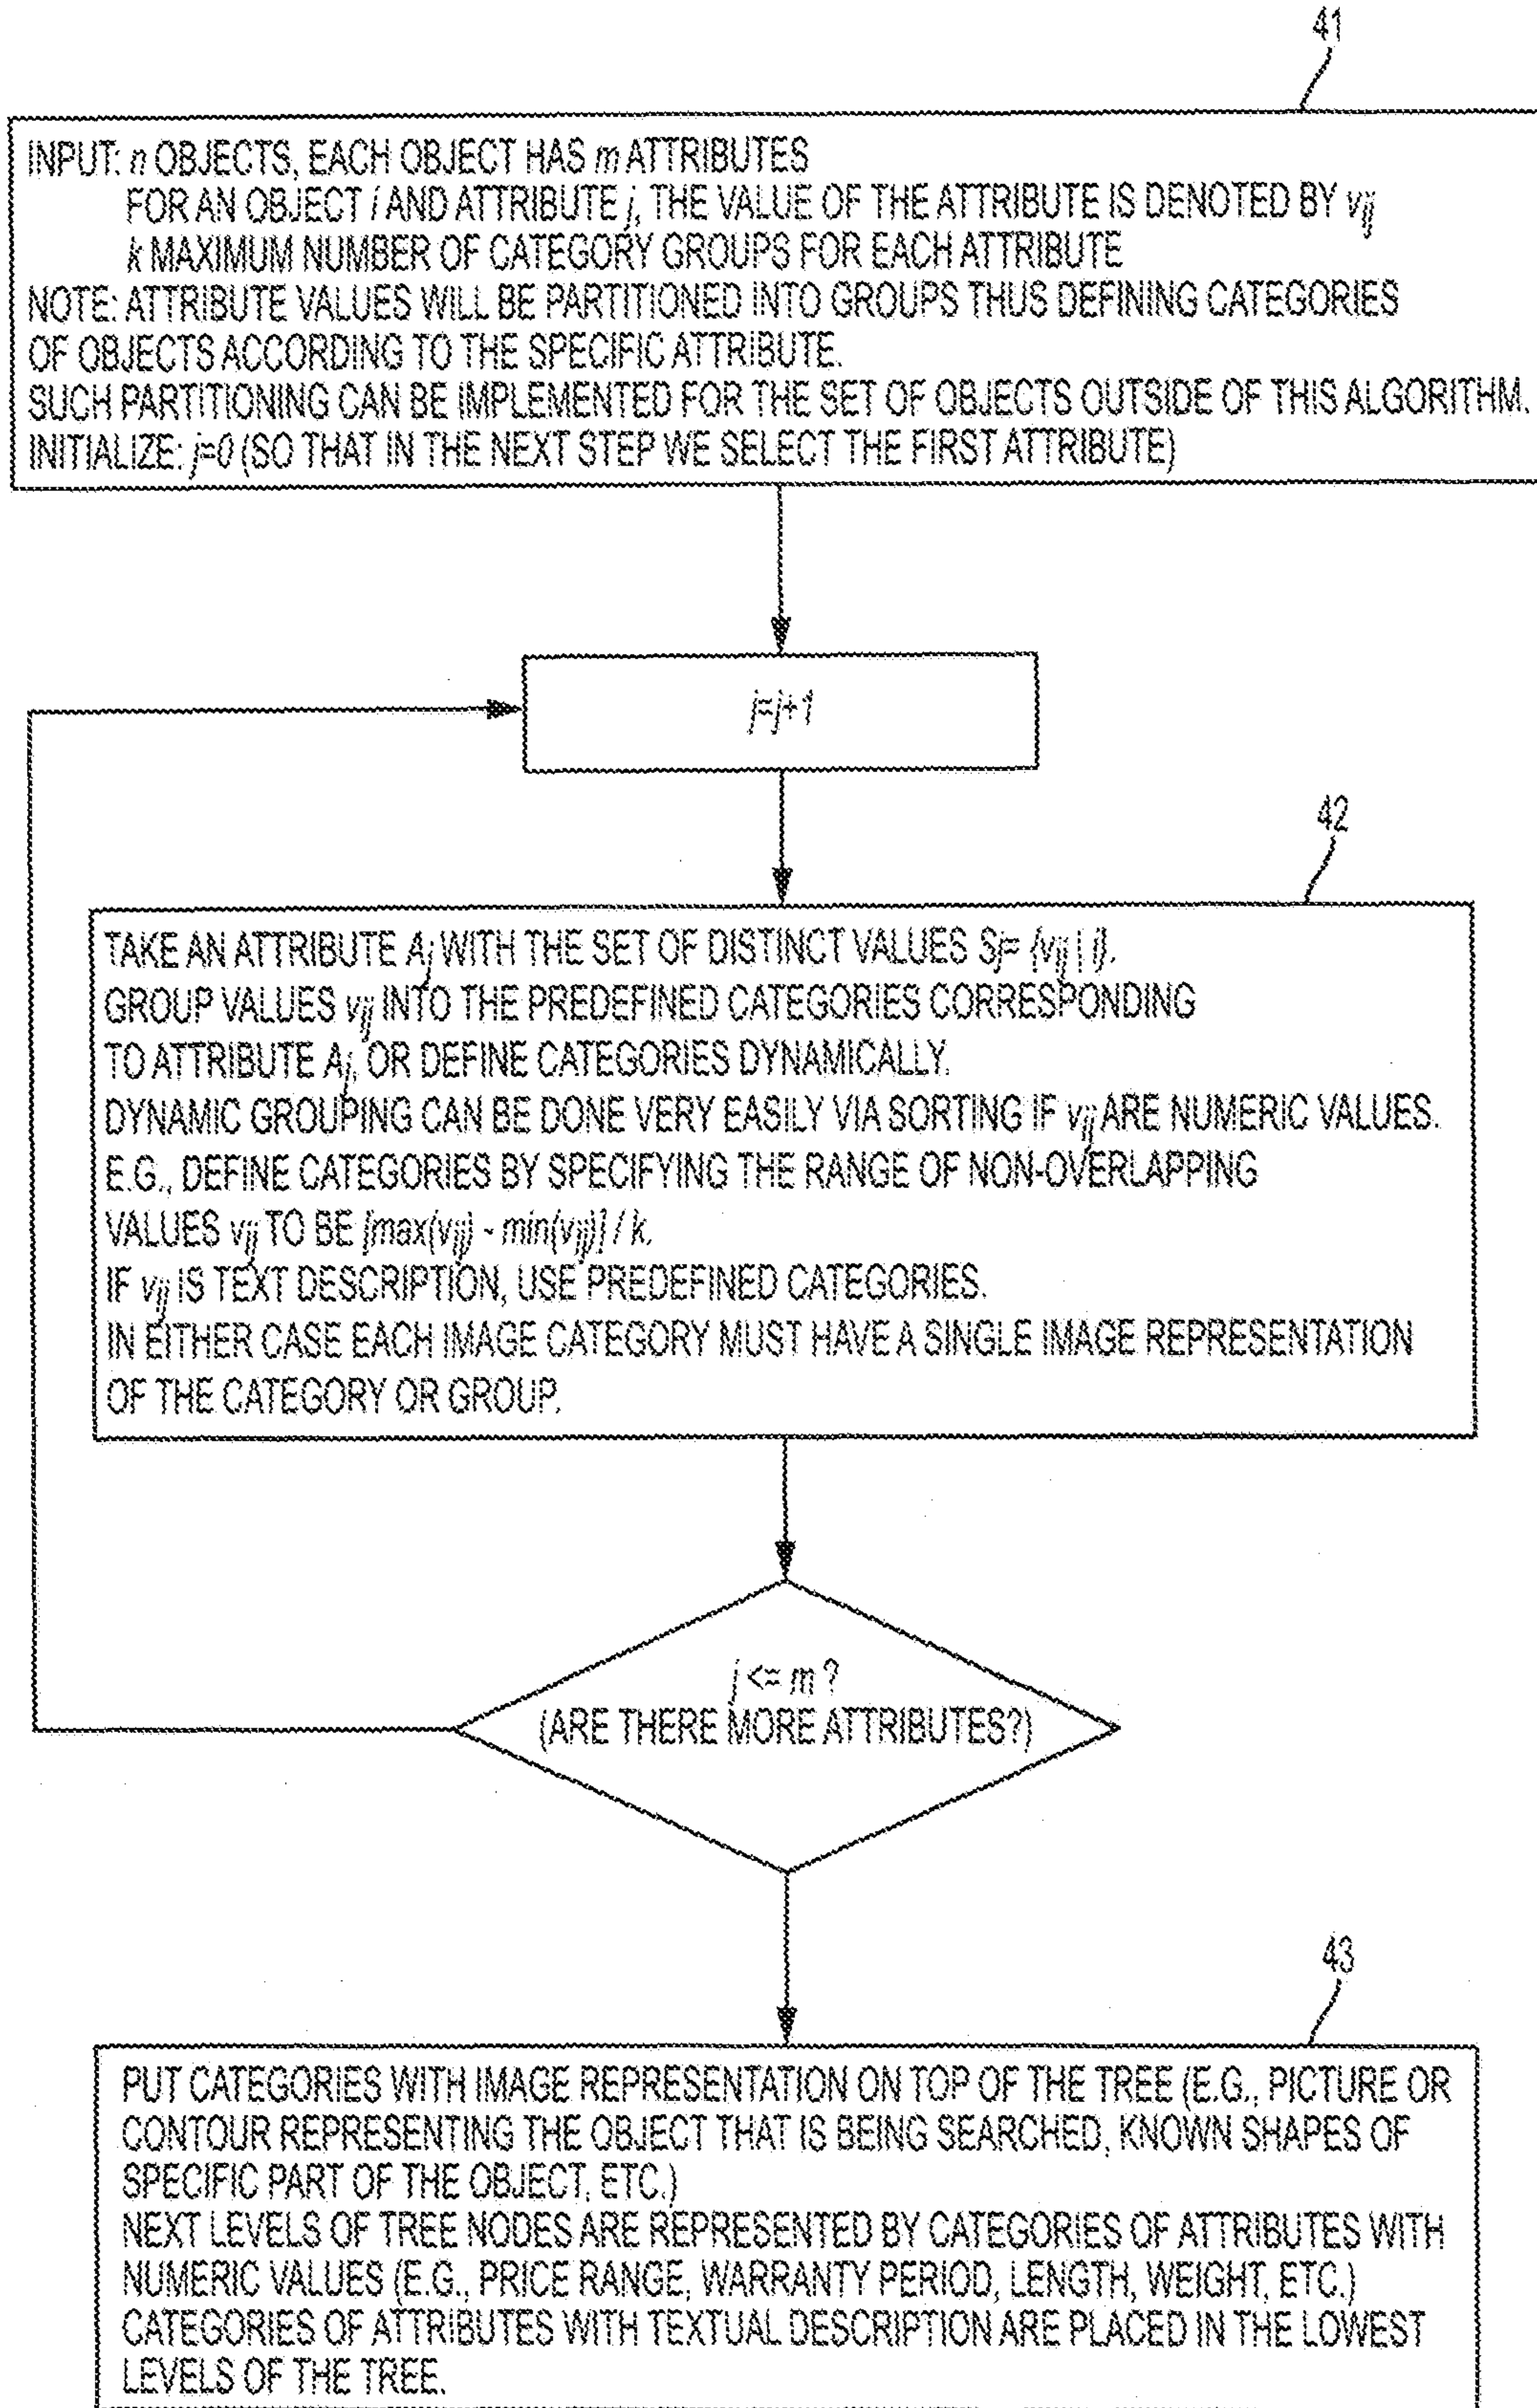 41
INPUT: n OBJECTS, EACH OBJECT HAS m ATTRIBUTES
FOR AN OBJECT i AND ATTRIBUTE j, THE VALUE OF THE ATTRIBUTE IS DENOTED BY vij
k MAXIMUM NUMBER OF CATEGORY GROUPS FOR EACH ATTRIBUTE
NOTE: ATTRIBUTE VALUES WILL BE PARTITIONED INTO GROUPS THUS DEFINING CATEGORIES
OF OBJECTS ACCORDING TO THE SPECIFIC ATTRIBUTE.
SUCH PARTITIONING CAN BE IMPLEMENTED FOR THE SET OF OBJECTS OUTSIDE OF THIS ALGORITHM.
INITIALIZE: j=0 (SO THAT IN THE NEXT STEP WE SELECT THE FIRST ATTRIBUTE)
j=j+1
42
TAKE AN ATTRIBUTE Aj WITH THE SET OF DISTINCT VALUES Sj= {vij | i}.
GROUP VALUES vij INTO THE PREDEFINED CATEGORIES CORRESPONDING
TO ATTRIBUTE Aj, OR DEFINE CATEGORIES DYNAMICALLY.
DYNAMIC GROUPING CAN BE DONE VERY EASILY VIA SORTING IF vij ARE NUMERIC VALUES.
E.G., DEFINE CATEGORIES BY SPECIFYING THE RANGE OF NON-OVERLAPPING
VALUES vij TO BE [max(vij) - min(vij)] / k.
IF vij IS TEXT DESCRIPTION, USE PREDEFINED CATEGORIES.
IN EITHER CASE EACH IMAGE CATEGORY MUST HAVE A SINGLE IMAGE REPRESENTATION
OF THE CATEGORY OR GROUP.
j <= m ?
(ARE THERE MORE ATTRIBUTES?)
43
PUT CATEGORIES WITH IMAGE REPRESENTATION ON TOP OF THE TREE (E.G., PICTURE OR
CONTOUR REPRESENTING THE OBJECT THAT IS BEING SEARCHED, KNOWN SHAPES OF
SPECIFIC PART OF THE OBJECT, ETC.)
NEXT LEVELS OF TREE NODES ARE REPRESENTED BY CATEGORIES OF ATTRIBUTES WITH
NUMERIC VALUES (E.G., PRICE RANGE, WARRANTY PERIOD, LENGTH, WEIGHT, ETC.)
CATEGORIES OF ATTRIBUTES WITH TEXTUAL DESCRIPTION ARE PLACED IN THE LOWEST
LEVELS OF THE TREE.